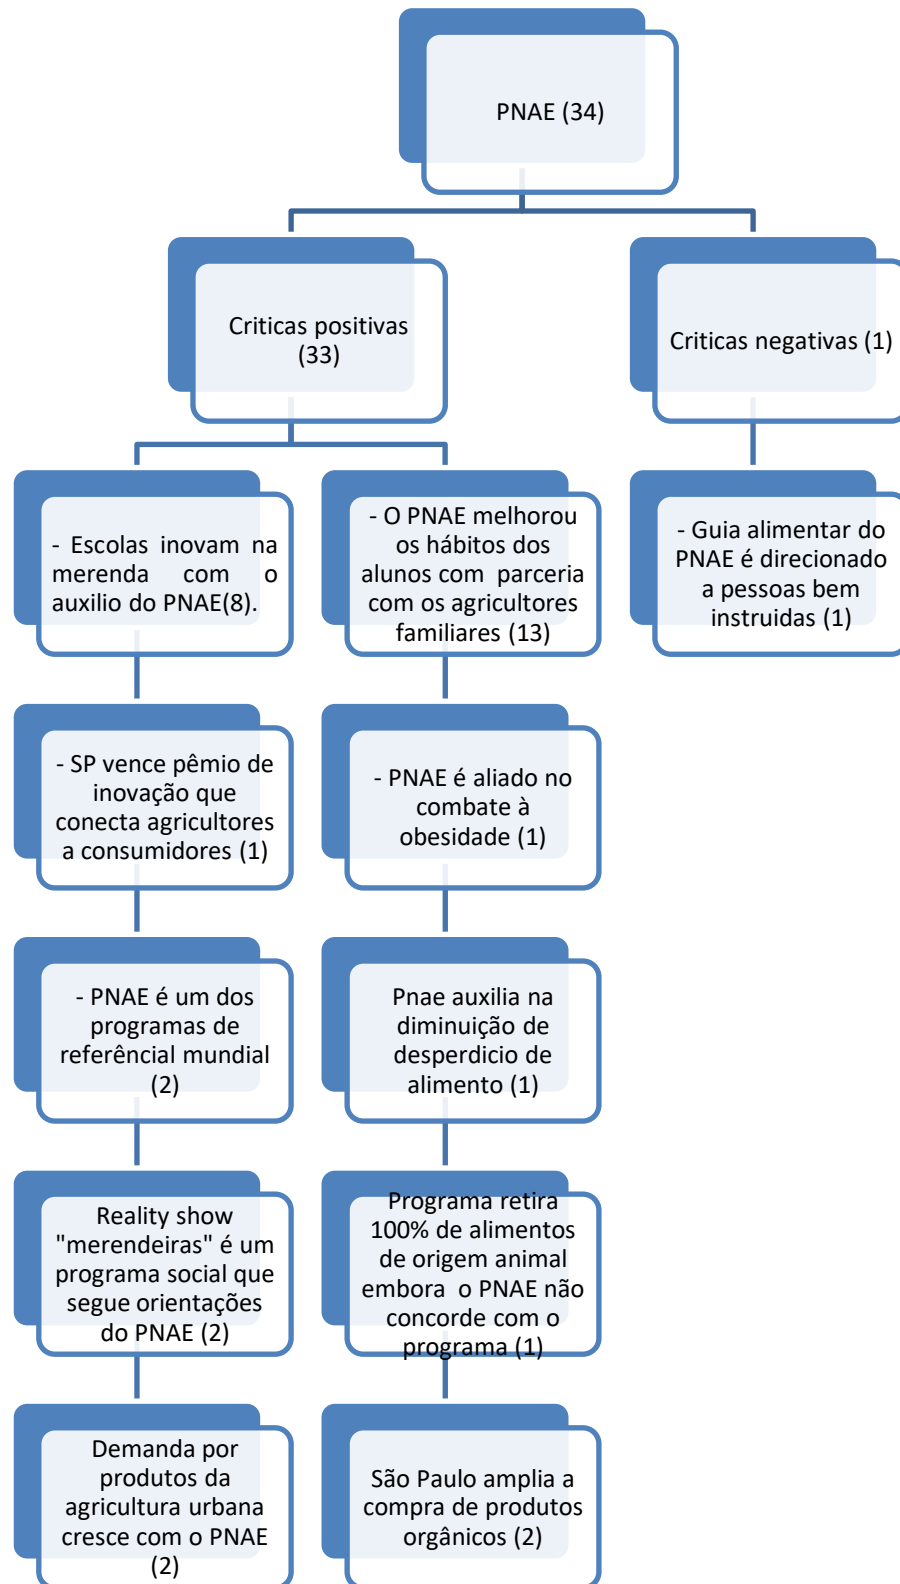 PNAE (34)
Criticas positivas
(33)
Criticas negativas (1)
- Escolas inovam na
merenda com o
auxilio do PNAE(8).
- O PNAE melhorou
os hábitos dos
alunos com parceria
com os agricultores
familiares (13)
- Guia alimentar do
PNAE é direcionado
a pessoas bem
instruidas (1)
- SP vence pêmio de
inovação que
conecta agricultores
a consumidores (1)
- PNAE é aliado no
combate à
obesidade (1)
- PNAE é um dos
programas de
referêncial mundial
(2)
Pnae auxilia na
diminuição de
desperdicio de
alimento (1)
Reality show
"merendeiras" é um
programa social que
segue orientações
do PNAE (2)
Programa retira
100% de alimentos
de origem animal
embora o PNAE não
concorde com o
programa (1)
Demanda por
produtos da
agricultura urbana
cresce com o PNAE
(2)
São Paulo amplia a
compra de produtos
orgânicos (2)